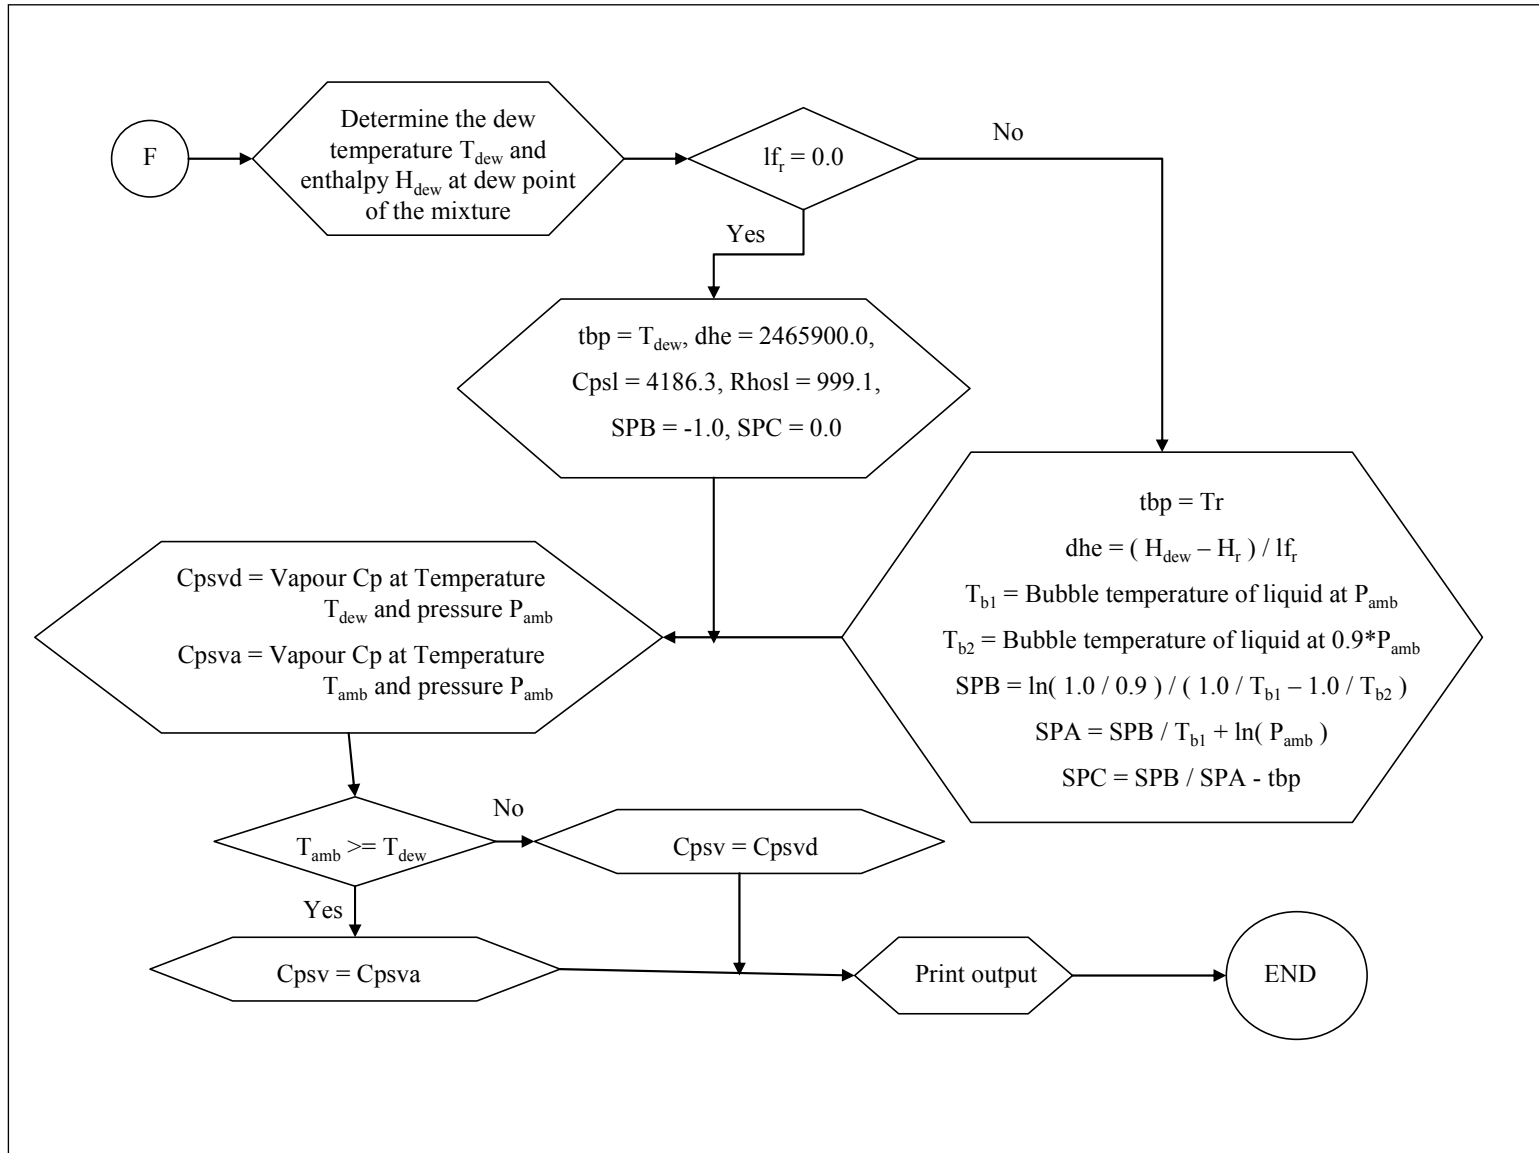 F
Determine the dew
temperature T_dew and
enthalpy H_dew at dew point
of the mixture
lf_r = 0.0
No
Yes
tbp = T_dew, dhe = 2465900.0,
Cpsl = 4186.3, Rhosl = 999.1,
SPB = -1.0, SPC = 0.0
tbp = Tr
dhe = ( H_dew – H_r ) / lf_r
T_b1 = Bubble temperature of liquid at P_amb
T_b2 = Bubble temperature of liquid at 0.9*P_amb
SPB = ln( 1.0 / 0.9 ) / ( 1.0 / T_b1 – 1.0 / T_b2 )
SPA = SPB / T_b1 + ln( P_amb )
SPC = SPB / SPA - tbp
Cpsvd = Vapour Cp at Temperature
T_dew and pressure P_amb
Cpsva = Vapour Cp at Temperature
T_amb and pressure P_amb
T_amb >= T_dew
No
Cpsv = Cpsvd
Yes
Cpsv = Cpsva
Print output
END